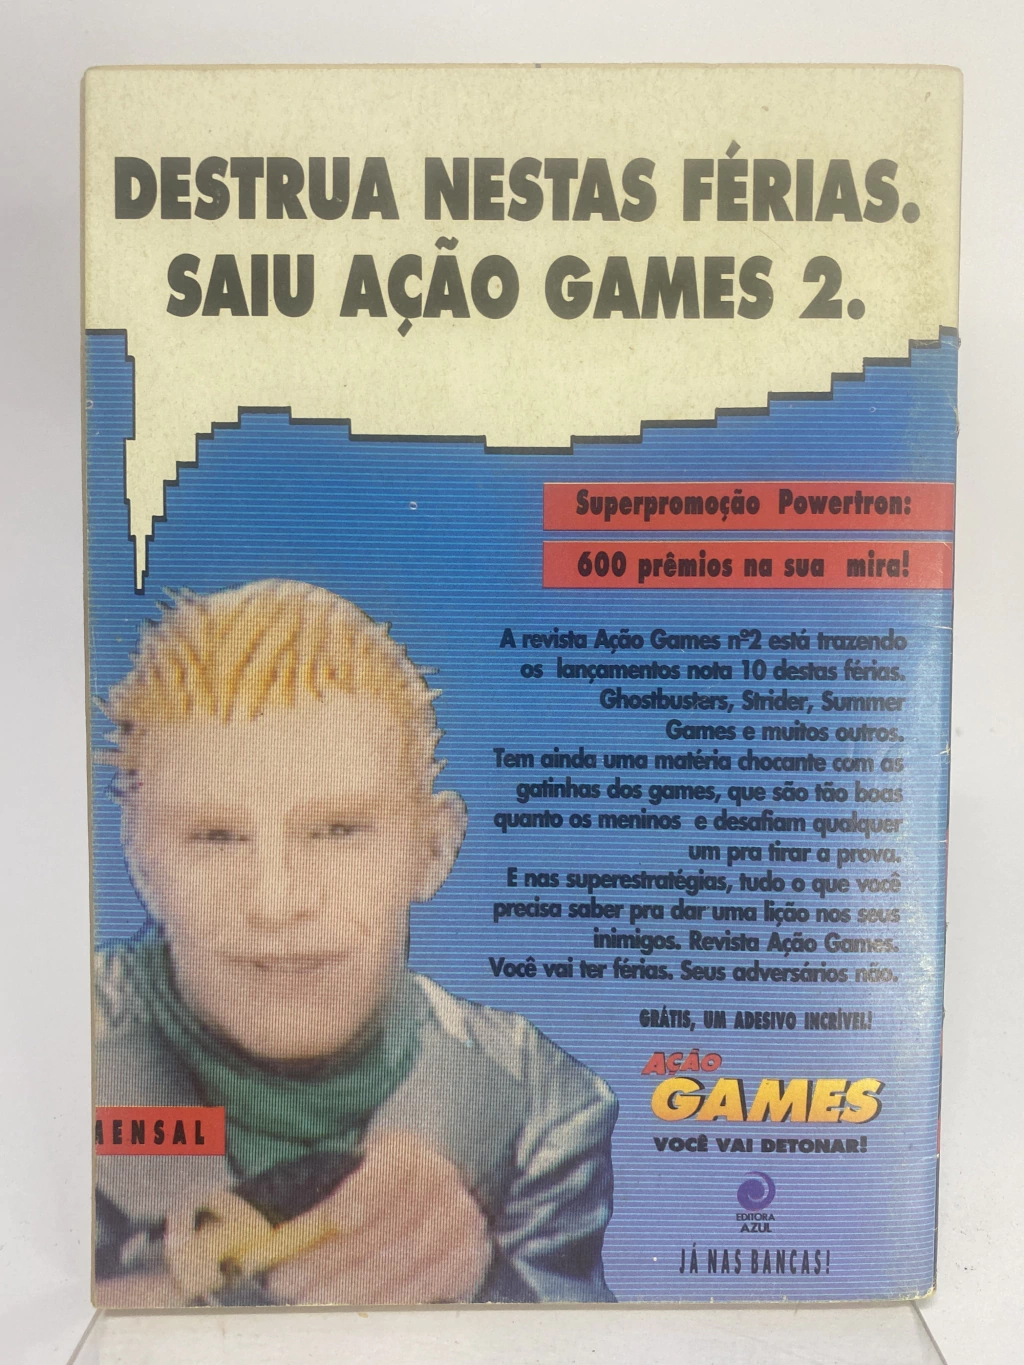 DESTRUA NESTAS FÉRIAS.
SAIU AÇÃO GAMES 2.
Superpromoção Powertron:
600 prêmios na sua mira!
A revista Ação Games nº2 está trazendo
os lançamentos nota 10 destas férias.
Ghostbusters, Strider, Summer
Games e muitos outros.
Tem ainda uma matéria chocante com as
gatinhas dos games, que são tão boas
quanto os meninos e desafiam qualquer
um pra tirar a prova.
E nas superestratégias, tudo o que você
precisa saber pra dar uma lição nos seus
inimigos. Revista Ação Games.
Você vai ter férias. Seus adversários não.
GRÁTIS, UM ADESIVO INCRÍVEL!
AÇÃO
GAMES
VOCÊ VAI DETONAR!
MENSAL
EDITORA
AZUL
JÁ NAS BANCAS!